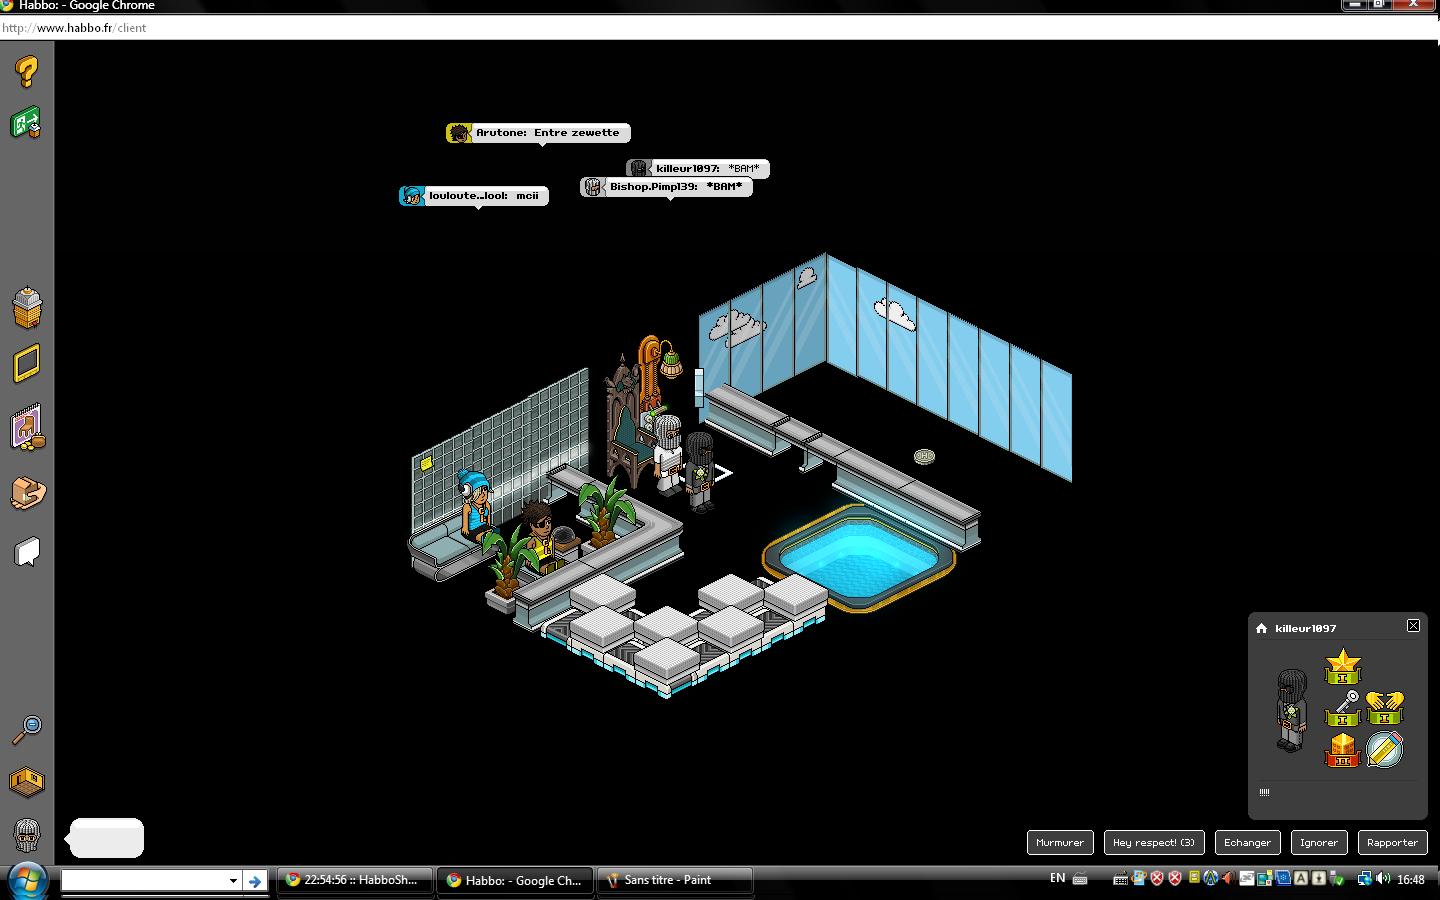 Habbo: - Google Chrome
http://www.habbo.fr/client
Arutone: Entre zewette
killeur1097: *BAM*
Bishop.Pimp139: *BAM*
louloute...lool: mcii
killeur1097
I
I
I
III
!!!!!
Murmurer
Hey respect! (3)
Echanger
Ignorer
Rapporter
22:54:56 :: HabboSh...
Habbo: - Google Ch...
Sans titre - Paint
EN
16:48